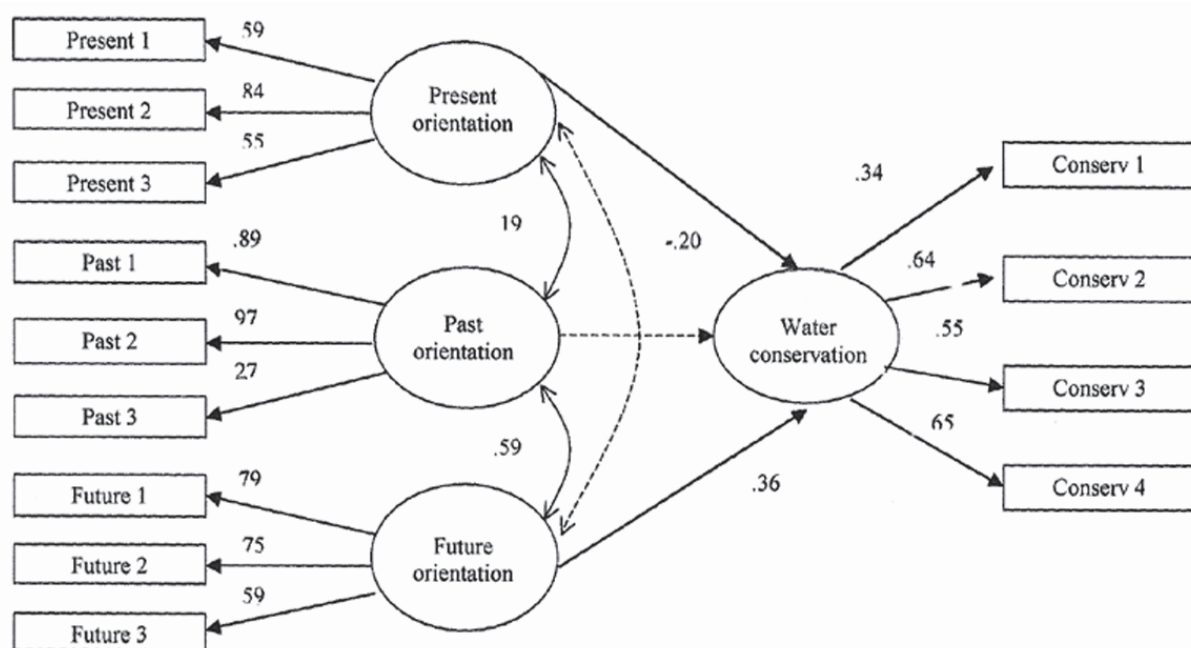 Present 1
.59
Present 2
84
Present 3
.55
Present
orientation
Past 1
.89
Past 2
97
Past 3
27
Past
orientation
Future 1
79
Future 2
75
Future 3
59
Future
orientation
19
.59
-.20
.36
Water
conservation
.34
Conserv 1
.64
Conserv 2
.55
Conserv 3
65
Conserv 4